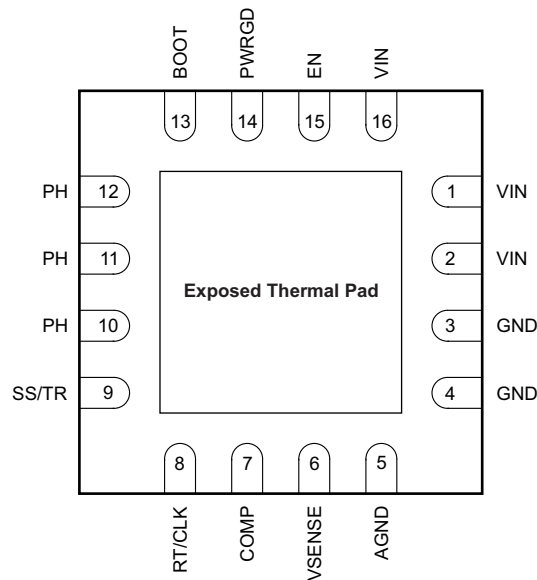 BOOT
PWRGD
EN
VIN
13
14
15
16
PH
12
1
VIN
PH
11
2
VIN
Exposed Thermal Pad
PH
10
3
GND
SS/TR
9
4
GND
8
7
6
5
RT/CLK
COMP
VSENSE
AGND